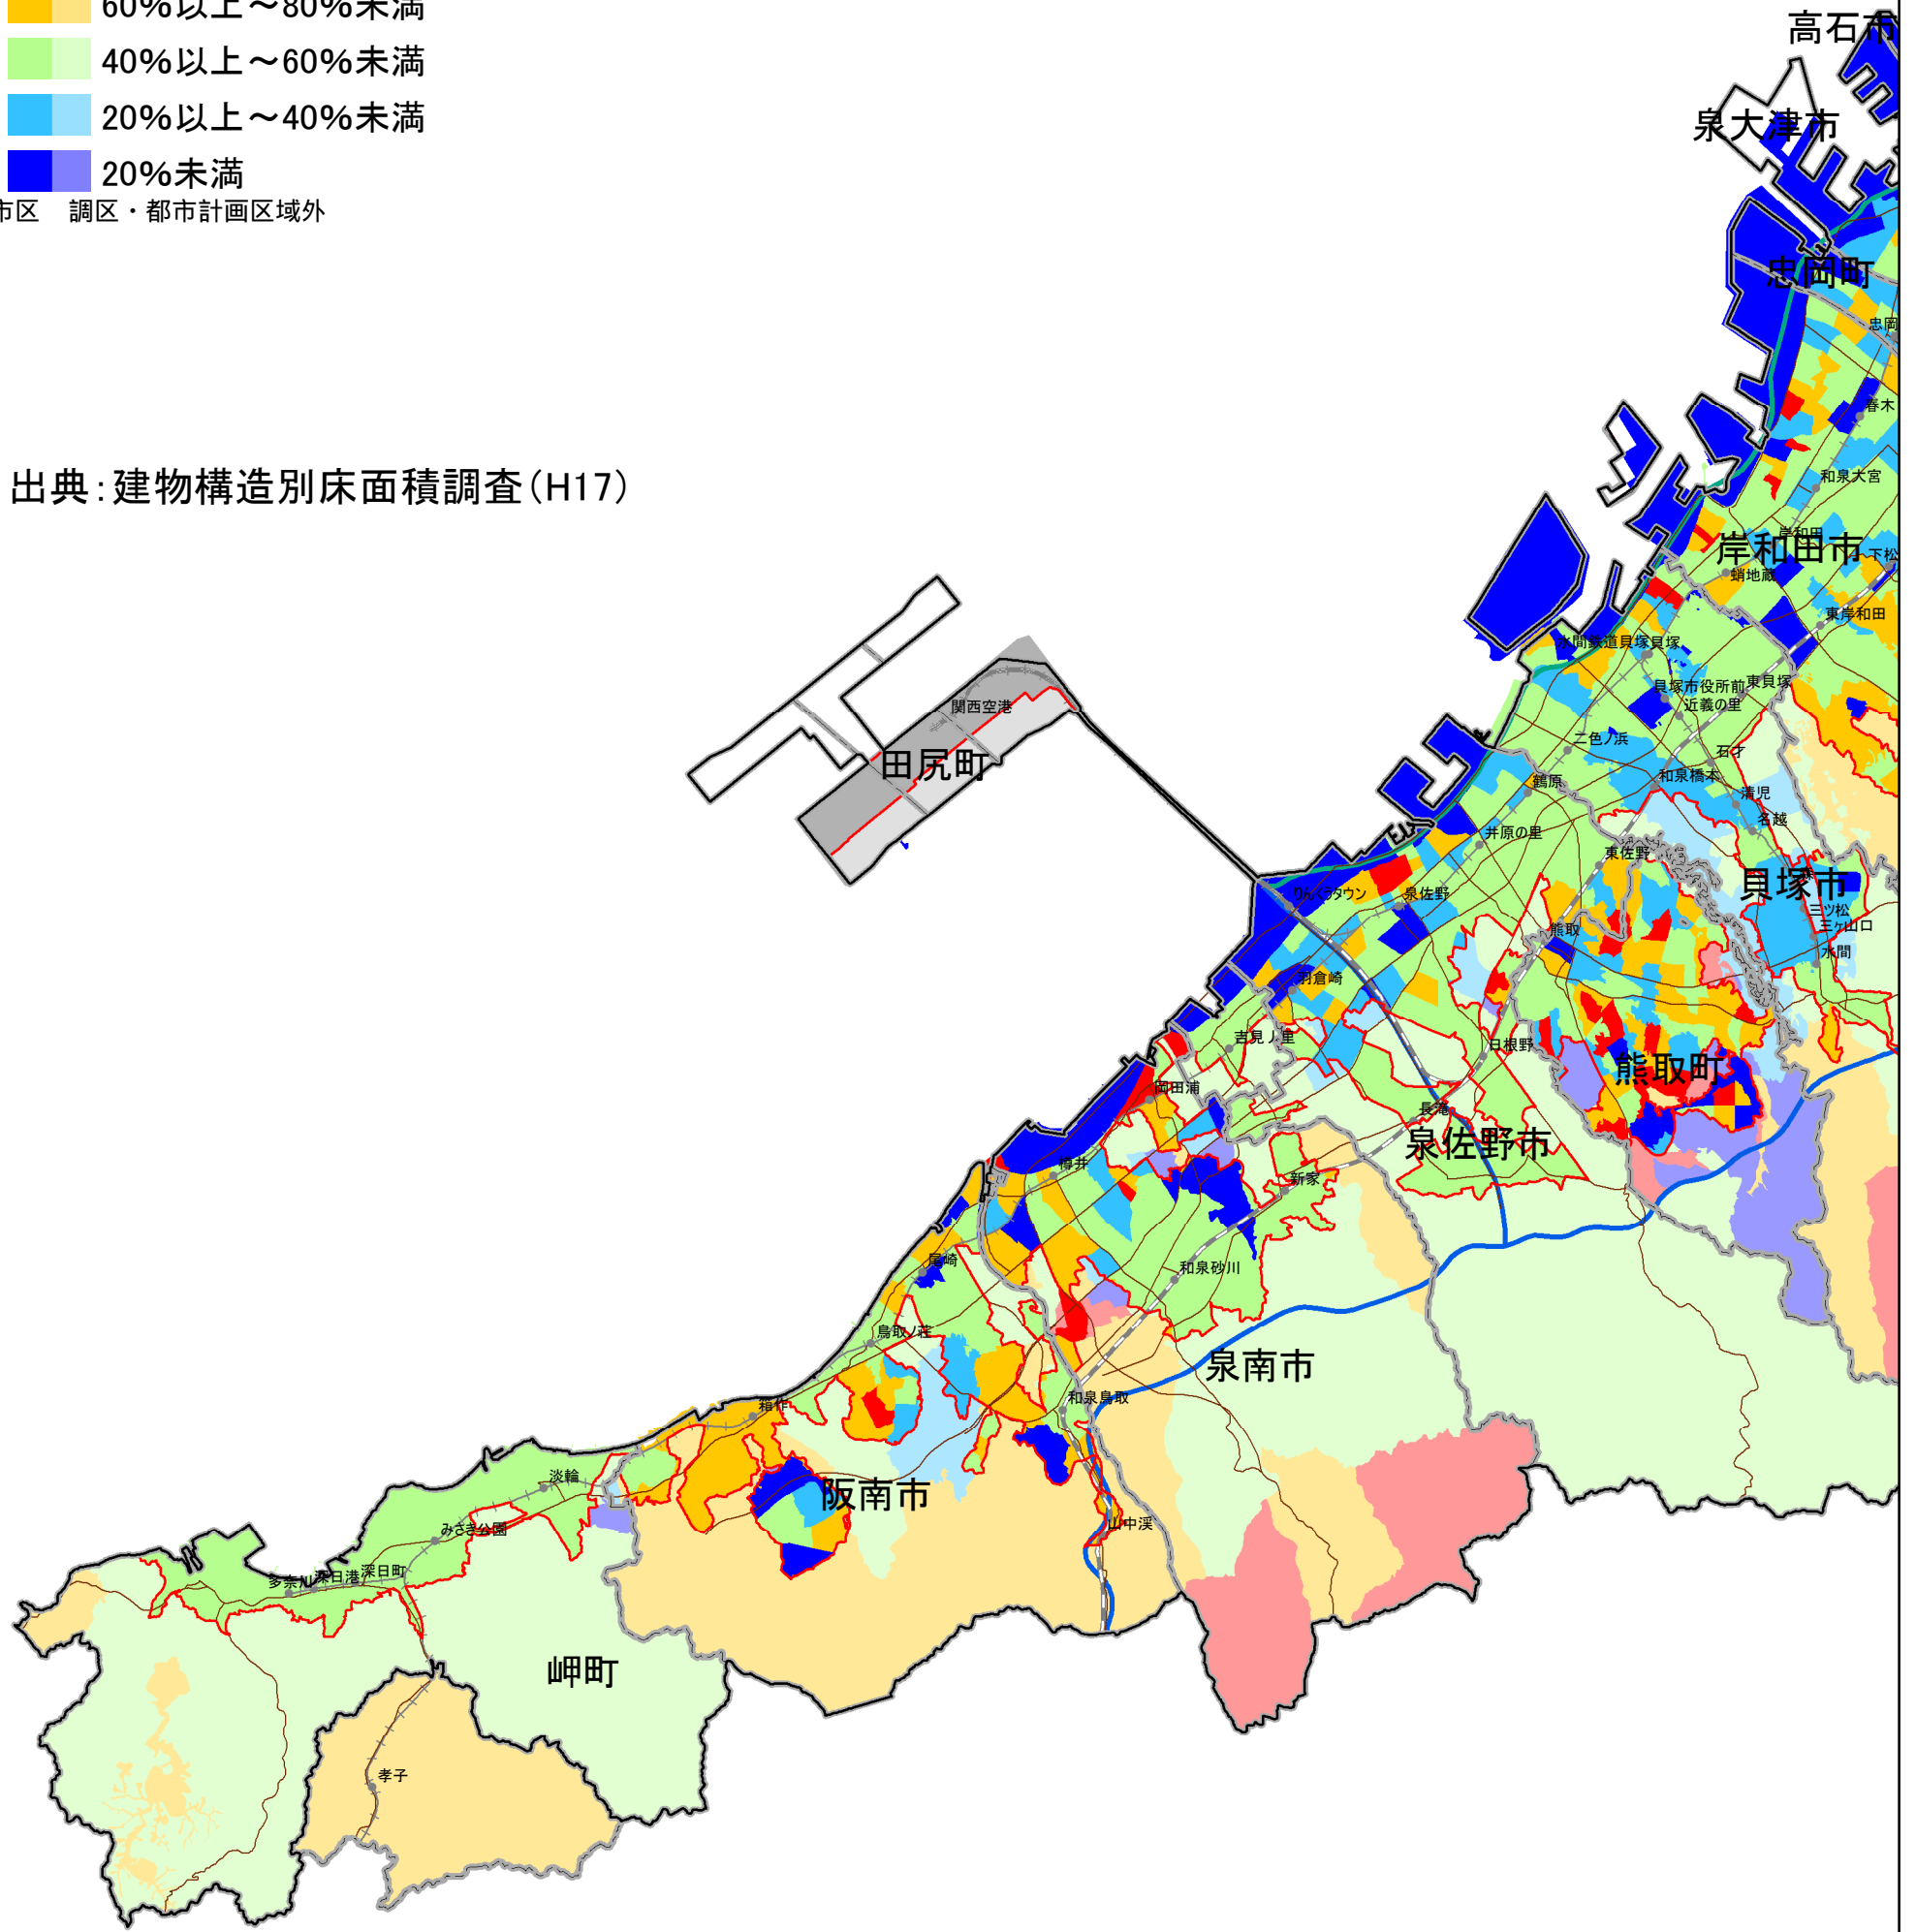 60%以上～80%未満
40%以上～60%未満
20%以上～40%未満
20%未満
市区 調区・都市計画区域外
出典：建物構造別床面積調査（H17）
高石市
泉大津市
忠岡町
忠岡
春木
和泉大宮
岸和田
岸和田市
下松
蛸地蔵
東岸和田
水間鉄道貝塚
貝塚
貝塚市役所前
東貝塚
近義の里
関西空港
田尻町
二色ノ浜
石才
和泉橋本
鶴原
清児
名越
井原の里
東佐野
貝塚市
森
りんくうタウン
泉佐野
三ツ松
三ヶ山口
熊取
水間
羽倉崎
吉見ノ里
日根野
熊取町
岡田浦
長滝
泉佐野市
樽井
新家
尾崎
和泉砂川
鳥取ノ荘
泉南市
箱作
和泉鳥取
淡輪
阪南市
みさき公園
山中渓
多奈川
深日港
深日町
岬町
孝子